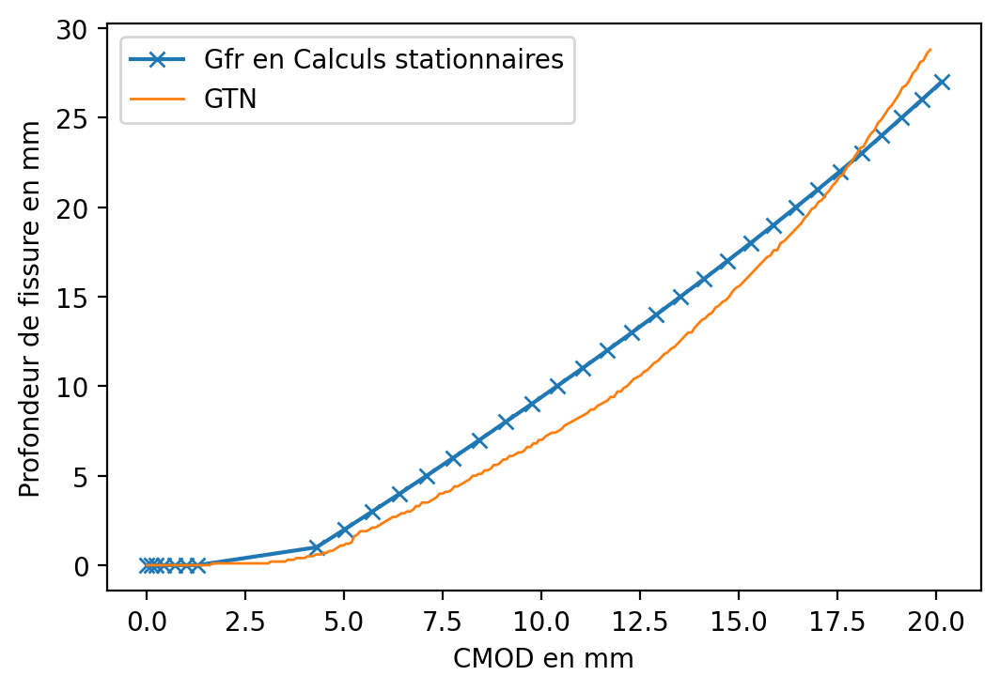 Gfr en Calculs stationnaires
GTN
Profondeur de fissure en mm
30
25
20
15
10
5
0
0.0 2.5 5.0 7.5 10.0 12.5 15.0 17.5 20.0
CMOD en mm